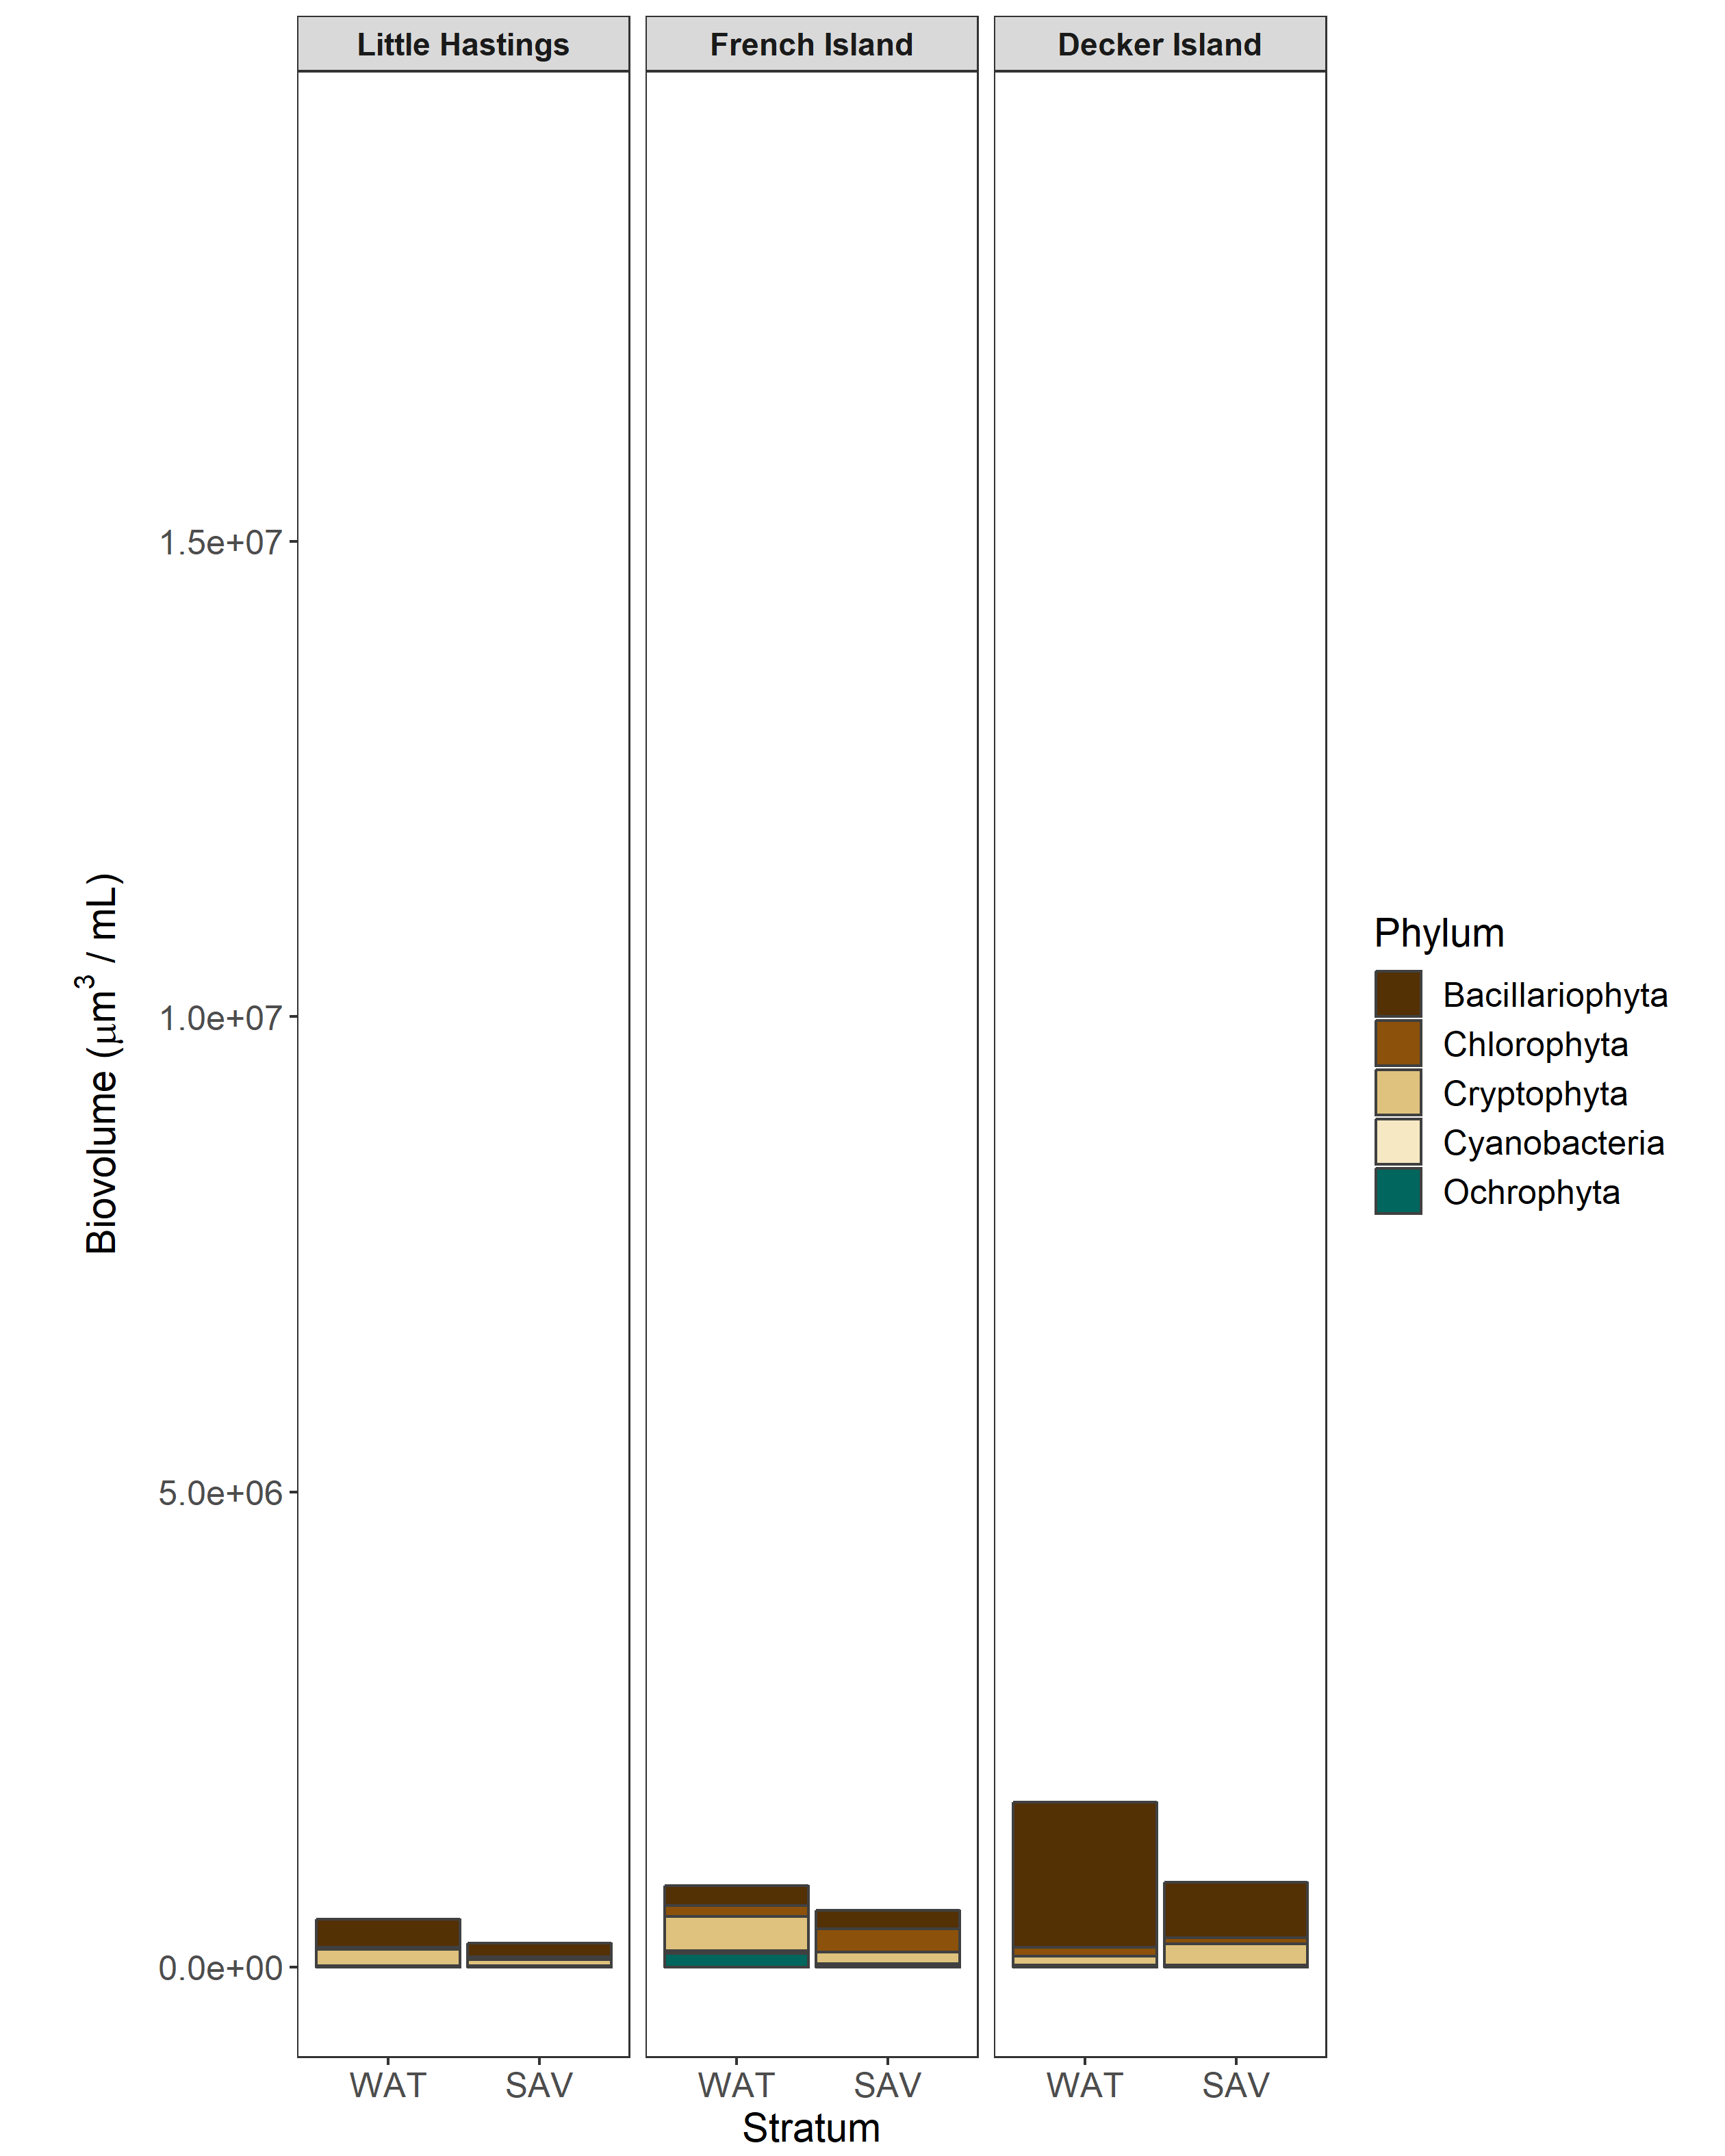 Little Hastings
French Island
Decker Island
1.5e+07
1.0e+07
5.0e+06
0.0e+00
Biovolume (μm³ / mL)
WAT
SAV
WAT
SAV
WAT
SAV
Stratum
Phylum
Bacillariophyta
Chlorophyta
Cryptophyta
Cyanobacteria
Ochrophyta